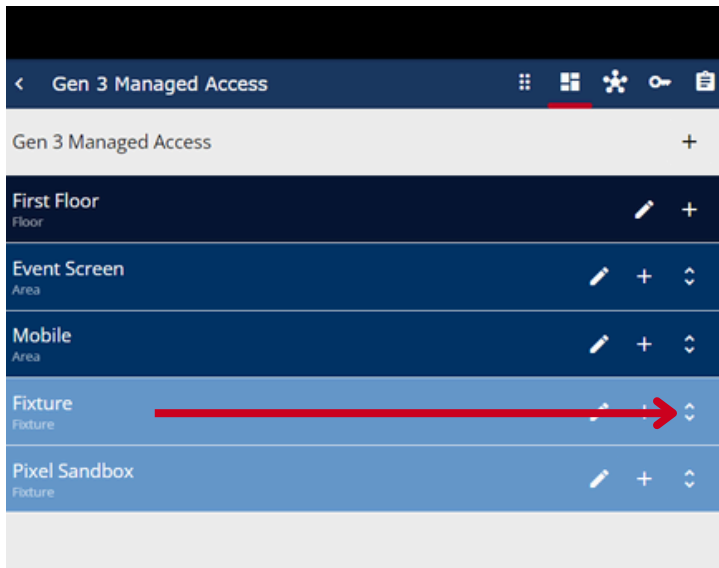 Gen 3 Managed Access
Gen 3 Managed Access
First Floor
Floor
Event Screen
Area
Mobile
Area
Fixture
Fixture
Pixel Sandbox
Fixture